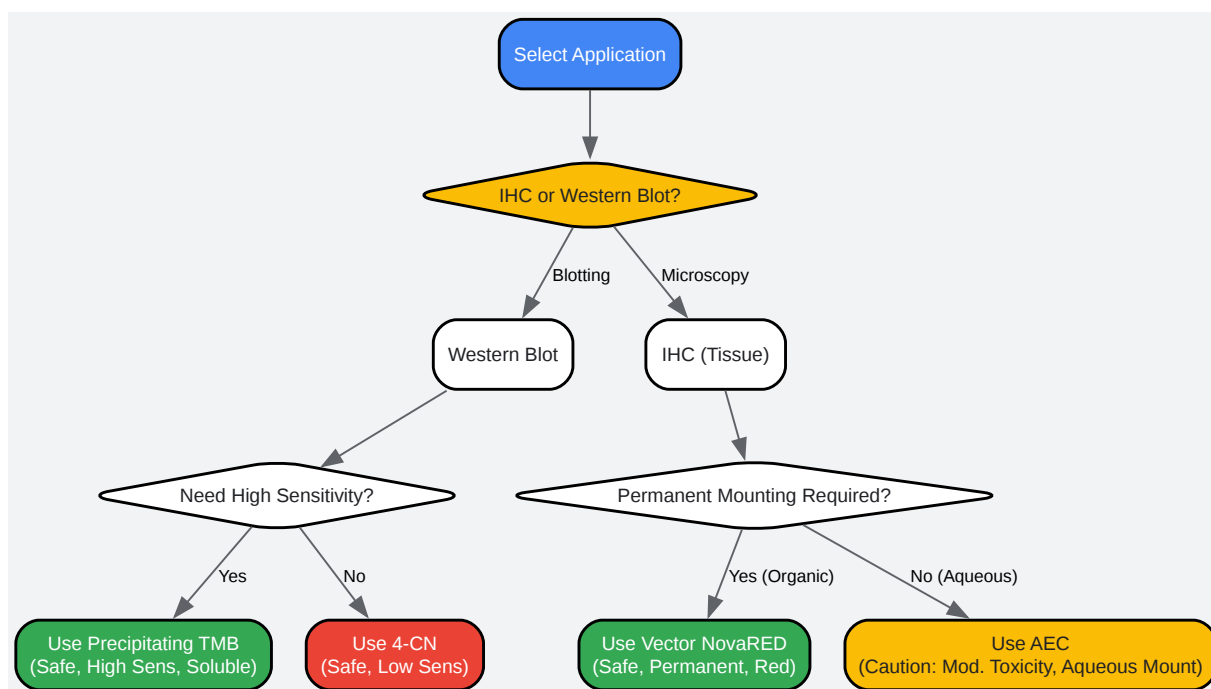 Select Application
IHC or Western Blot?
Blotting
Microscopy
Western Blot
IHC (Tissue)
Need High Sensitivity?
Permanent Mounting Required?
Yes
No
Yes (Organic)
No (Aqueous)
Use Precipitating TMB
(Safe, High Sens, Soluble)
Use 4-CN
(Safe, Low Sens)
Use Vector NovaRED
(Safe, Permanent, Red)
Use AEC
(Caution: Mod. Toxicity, Aqueous Mount)